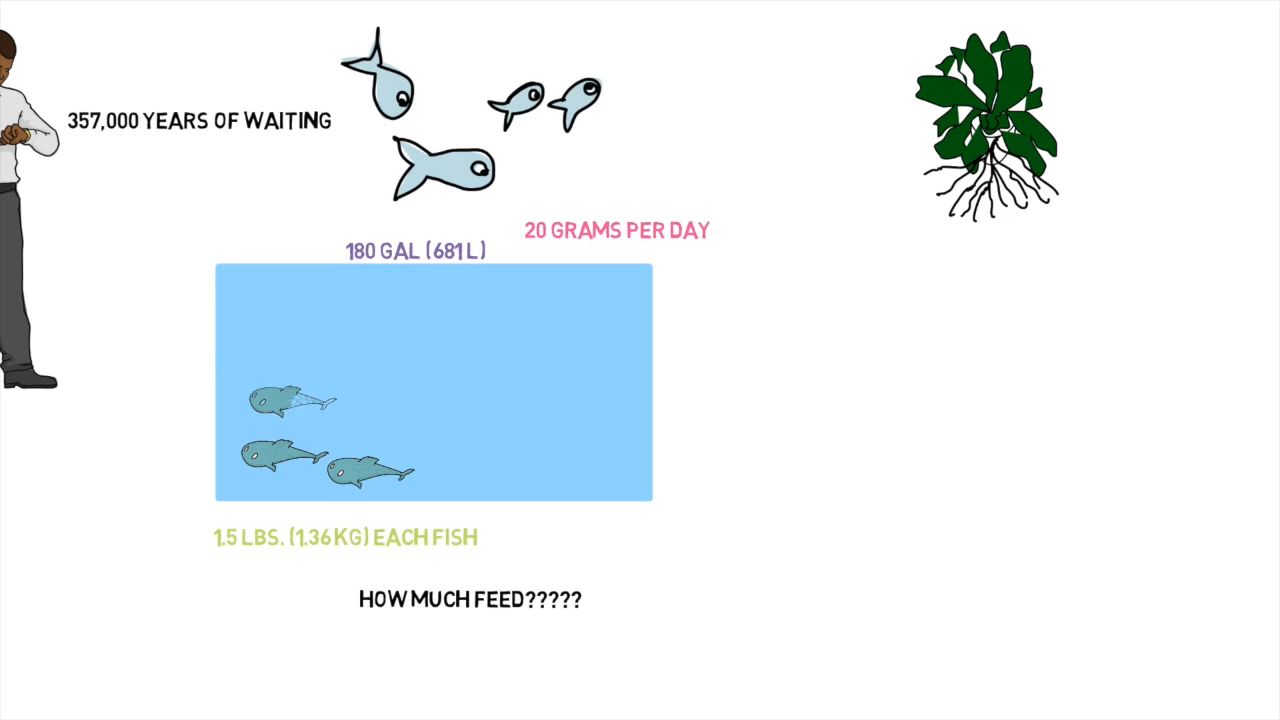 357,000 YEARS OF WAITING
20 GRAMS PER DAY
180 GAL (681 L)
1.5 LBS. (1.36 KG) EACH FISH
HOW MUCH FEED?????